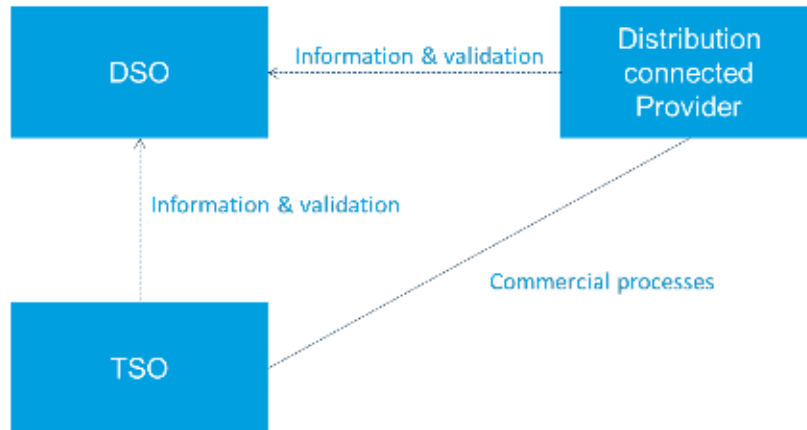 DSO
Information & validation
Distribution
connected
Provider
Information & validation
Commercial processes
TSO